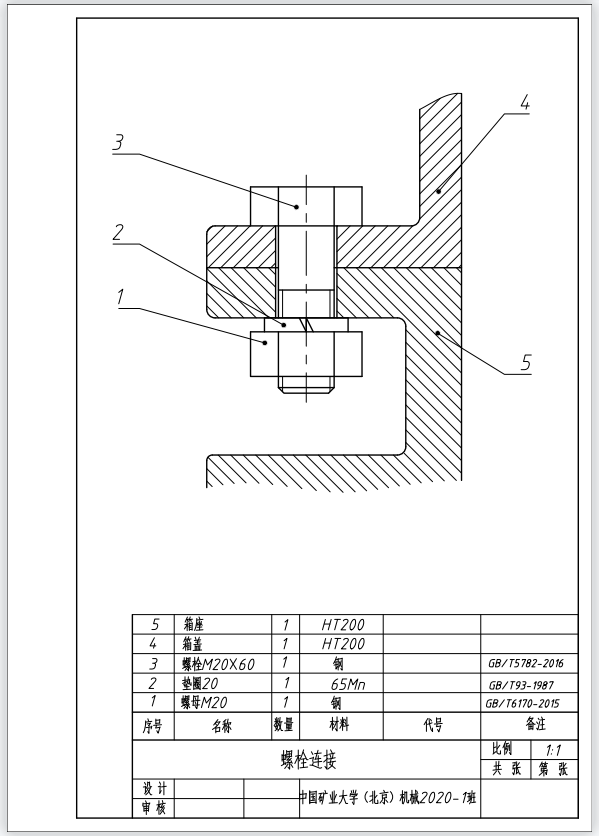 4
3
2
1
5
5 箱座 1 HT200
4 箱盖 1 HT200
3 螺栓M20X60 1 钢 GB/T5782-2016
2 垫圈20 1 65Mn GB/T93-1987
1 螺母M20 1 钢 GB/T6170-2015
序号 名称 数量 材料 代号 备注
螺栓连接 比例 1:1
共 张 第 张
设计 中国矿业大学（北京）机械2020-1班
审核